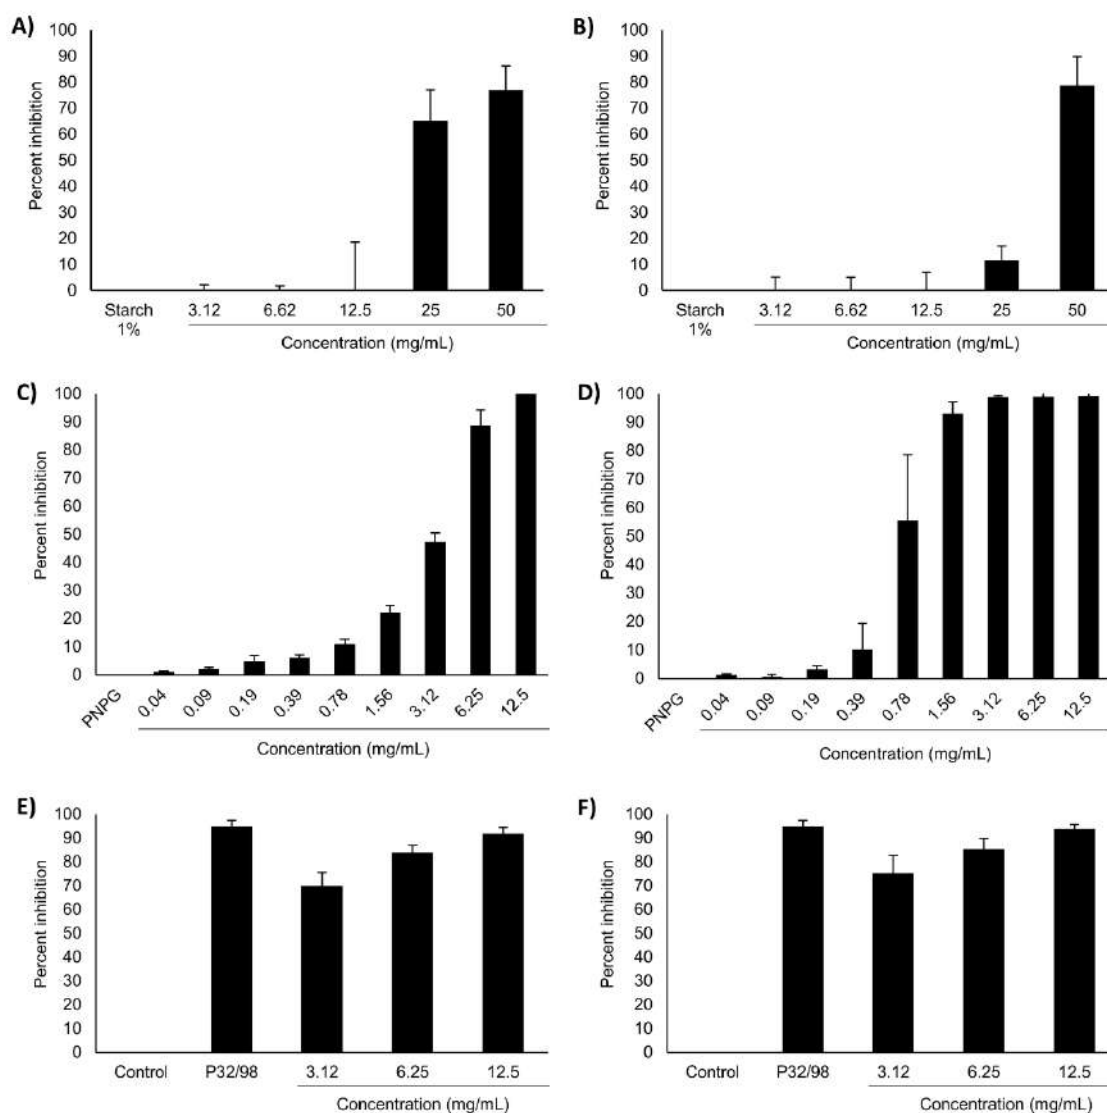 A)
Percent inhibition
100
90
80
70
60
50
40
30
20
10
0
Starch 1%
3.12 6.62 12.5 25 50
Concentration (mg/mL)
B)
Percent inhibition
100
90
80
70
60
50
40
30
20
10
0
Starch 1%
3.12 6.62 12.5 25 50
Concentration (mg/mL)
C)
Percent inhibition
100
90
80
70
60
50
40
30
20
10
0
PNPG 0.04 0.09 0.19 0.39 0.78 1.56 3.12 6.25 12.5
Concentration (mg/mL)
D)
Percent inhibition
100
90
80
70
60
50
40
30
20
10
0
PNPG 0.04 0.09 0.19 0.39 0.78 1.56 3.12 6.25 12.5
Concentration (mg/mL)
E)
Percent inhibition
100
90
80
70
60
50
40
30
20
10
0
Control P32/98 3.12 6.25 12.5
Concentration (mg/mL)
F)
Percent inhibition
100
90
80
70
60
50
40
30
20
10
0
Control P32/98 3.12 6.25 12.5
Concentration (mg/mL)